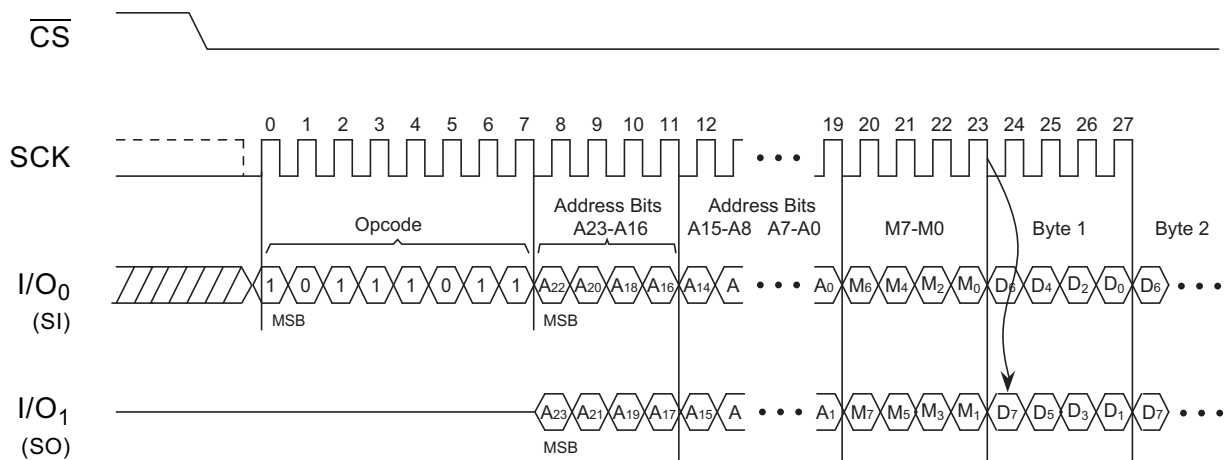 CS
SCK
0 1 2 3 4 5 6 7 8 9 10 11 12 19 20 21 22 23 24 25 26 27
Opcode
Address Bits
A23-A16
Address Bits
A15-A8 A7-A0
M7-M0
Byte 1
Byte 2
I/O0
(SI)
1 0 1 1 1 0 1 1 A22 A20 A18 A16 A14 A A0 M6 M4 M2 M0 D6 D4 D2 D0 D6
MSB
MSB
I/O1
(SO)
A23 A21 A19 A17 A15 A A1 M7 M5 M3 M1 D7 D5 D3 D1 D7
MSB